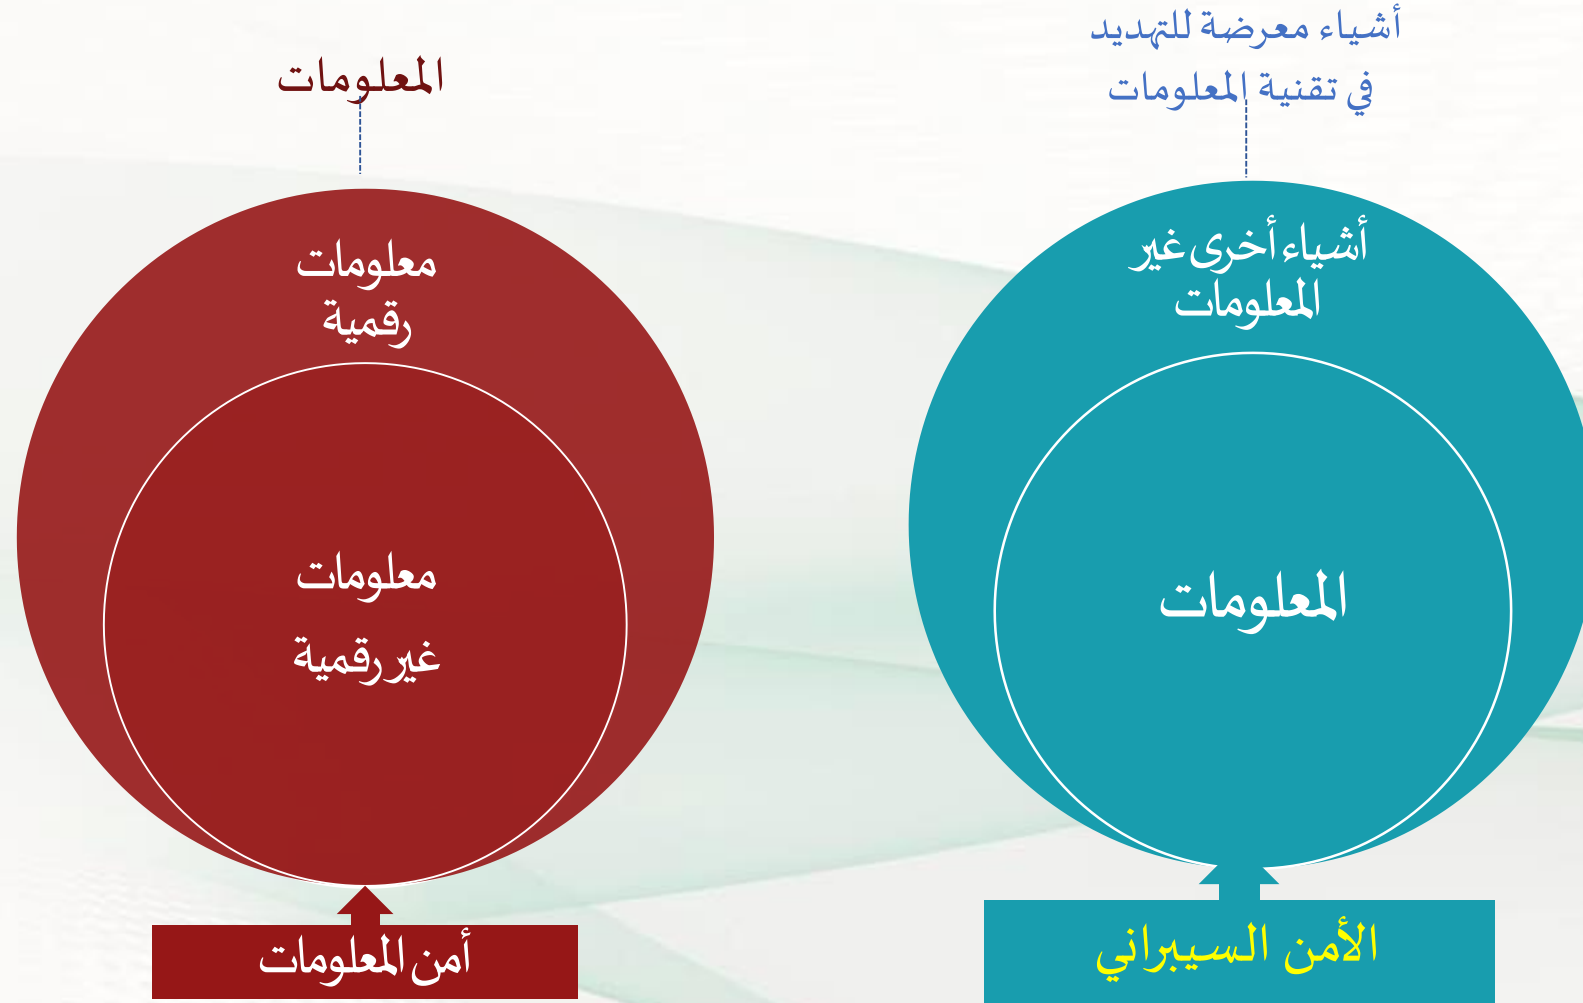 أشياء معرضة للتهديد
في تقنية المعلومات
أشياء أخرى غير
المعلومات
المعلومات
الأمن السيبراني
المعلومات
معلومات
رقمية
معلومات
غير رقمية
أمن المعلومات